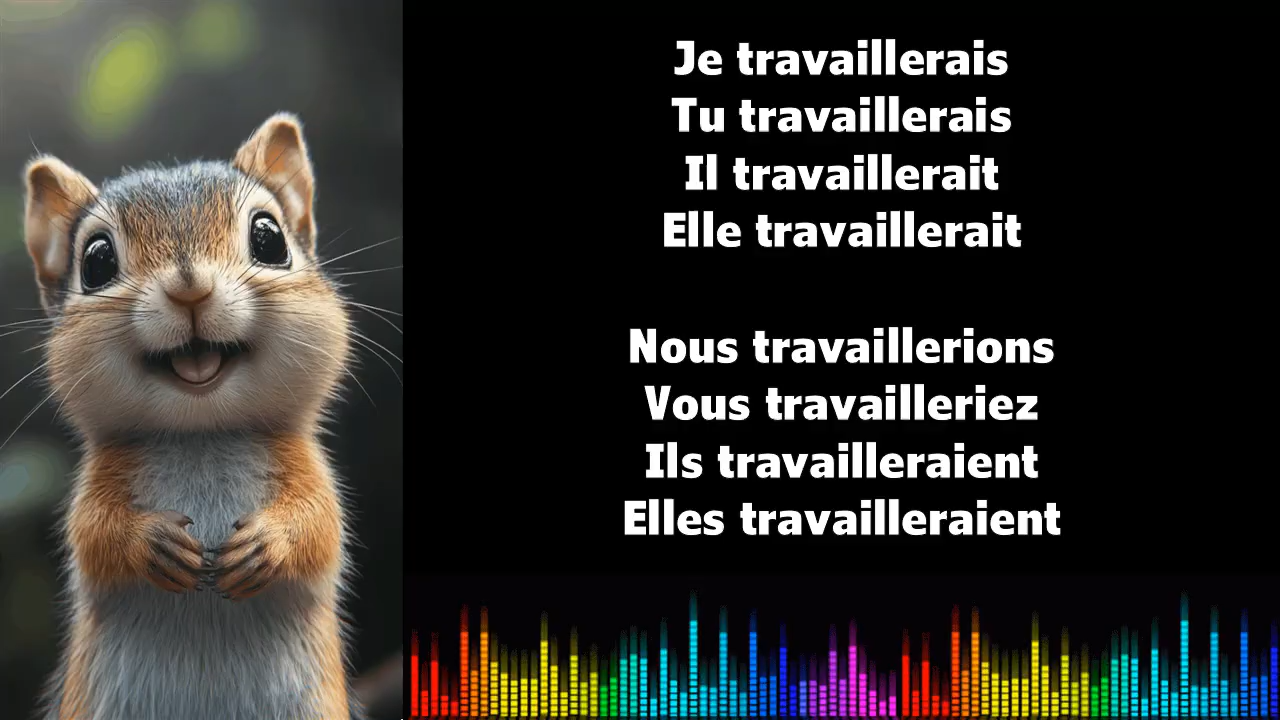 Je travaillerais
Tu travaillerais
Il travaillerait
Elle travaillerait
Nous travaillerions
Vous travailleriez
Ils travailleraient
Elles travailleraient